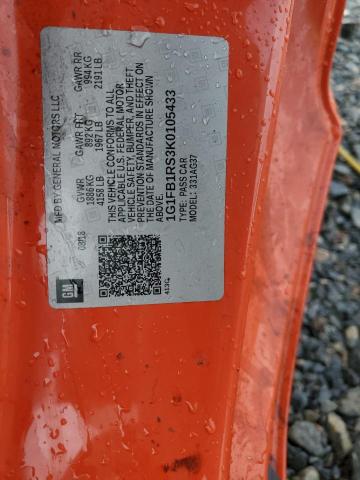 MFD BY GENERAL MOTORS LLC
GVWR GAWR FRT GAWR RR
1886 KG 892 KG 994 KG
4158 LB 1967 LB 2191 LB
THIS VEHICLE CONFORMS TO ALL
APPLICABLE U.S. FEDERAL MOTOR
VEHICLE SAFETY, BUMPER, AND THEFT
PREVENTION STANDARDS IN EFFECT ON
THE DATE OF MANUFACTURE SHOWN
ABOVE.
1G1FB1RS3K0105433
TYPE: PASS CAR
MODEL: 331AG37
GM